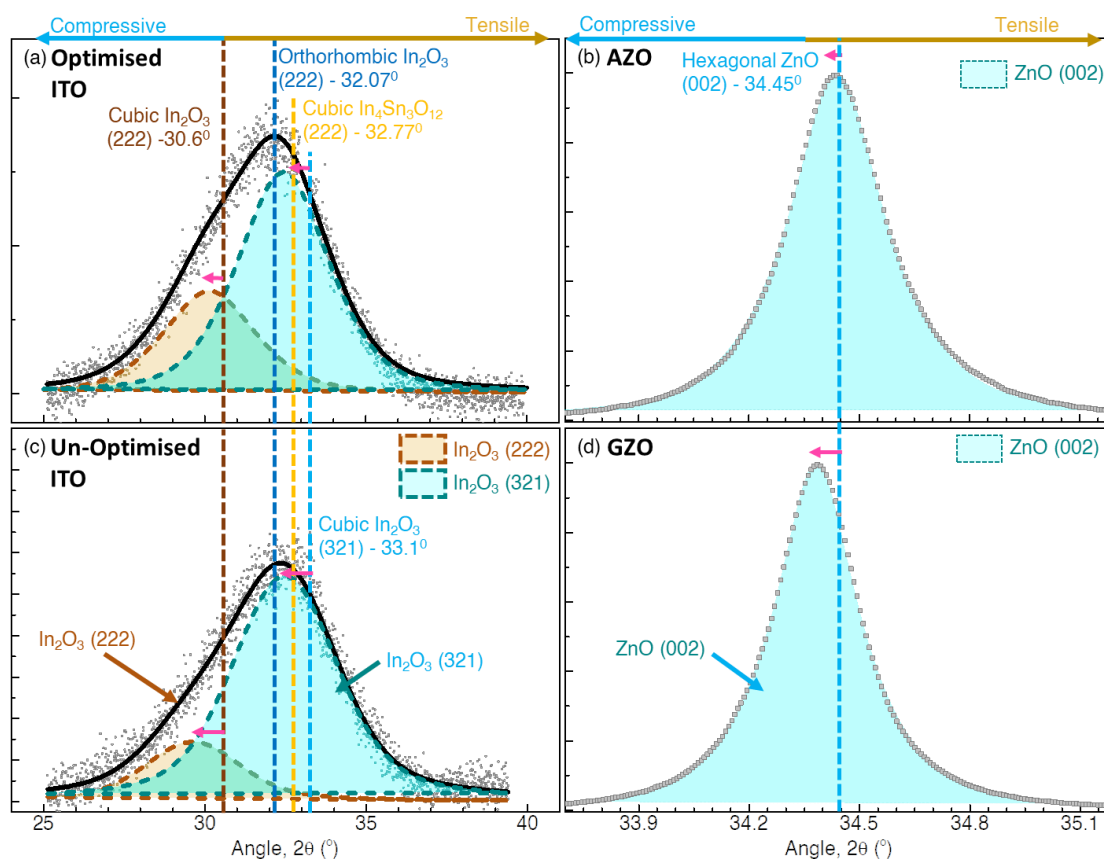 Compressive
Tensile
Compressive
Tensile
(a) Optimised
ITO
Orthorhombic In₂O₃
(222) - 32.07⁰
Cubic In₂O₃
(222) -30.6⁰
Cubic In₄Sn₃O₁₂
(222) - 32.77⁰
(b) AZO
Hexagonal ZnO
(002) - 34.45⁰
ZnO (002)
(c) Un-Optimised
ITO
In₂O₃ (222)
In₂O₃ (321)
Cubic In₂O₃
(321) - 33.1⁰
In₂O₃ (222)
In₂O₃ (321)
(d) GZO
ZnO (002)
ZnO (002)
25 30 35 40
Angle, 2θ (°)
33.9 34.2 34.5 34.8 35.1
Angle, 2θ (°)